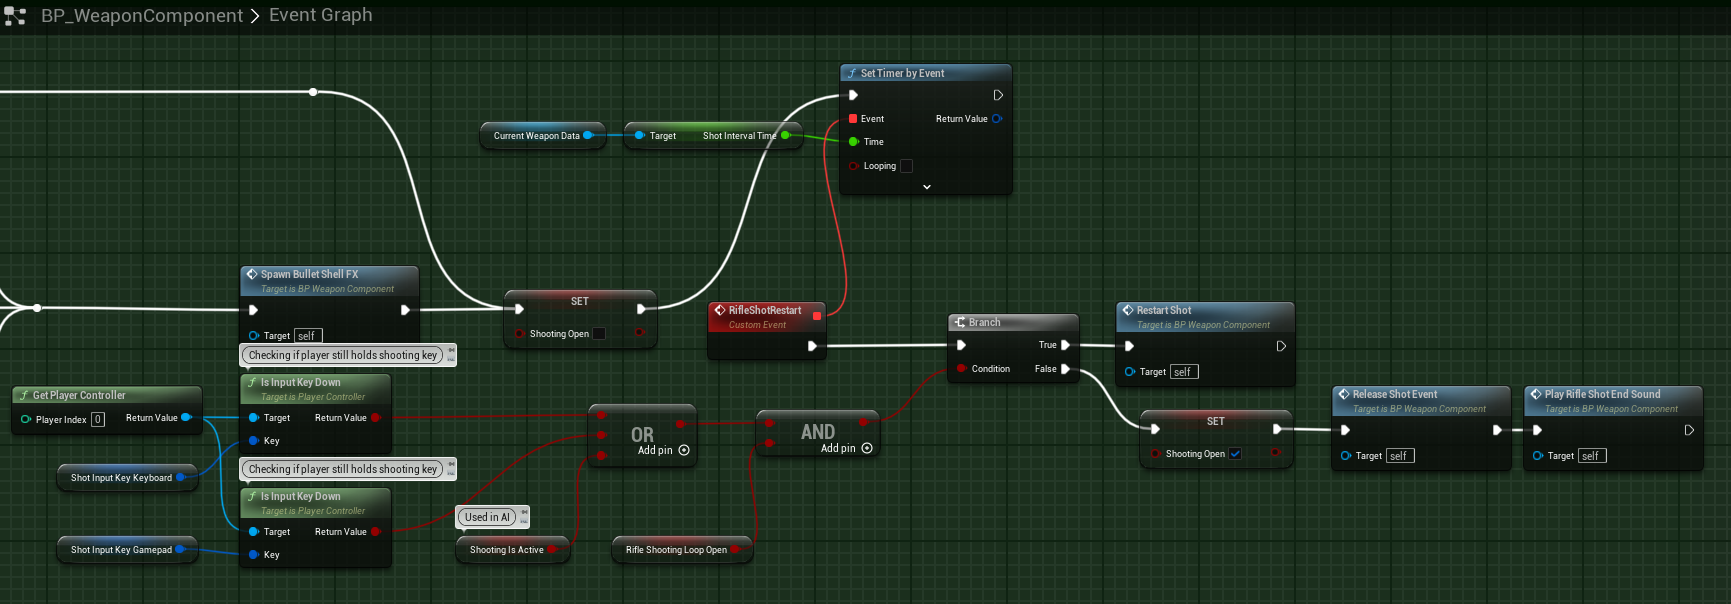 BP_WeaponComponent > Event Graph
Set Timer by Event
Event
Return Value
Time
Looping
Current Weapon Data
Target
Shot Interval Time
Spawn Bullet Shell FX
Target is BP Weapon Component
Target
self
SET
Shooting Open
RifleShotRestart
Custom Event
Branch
True
Condition
False
Restart Shot
Target is BP Weapon Component
Target
self
Checking if player still holds shooting key
Get Player Controller
Player Index
0
Return Value
Is Input Key Down
Target is Player Controller
Target
Return Value
Key
OR
Add pin
AND
Add pin
SET
Shooting Open
Release Shot Event
Target is BP Weapon Component
Target
self
Play Rifle Shot End Sound
Target is BP Weapon Component
Target
self
Shot Input Key Keyboard
Checking if player still holds shooting key
Is Input Key Down
Target is Player Controller
Target
Return Value
Key
Shot Input Key Gamepad
Used in AI
Shooting Is Active
Rifle Shooting Loop Open